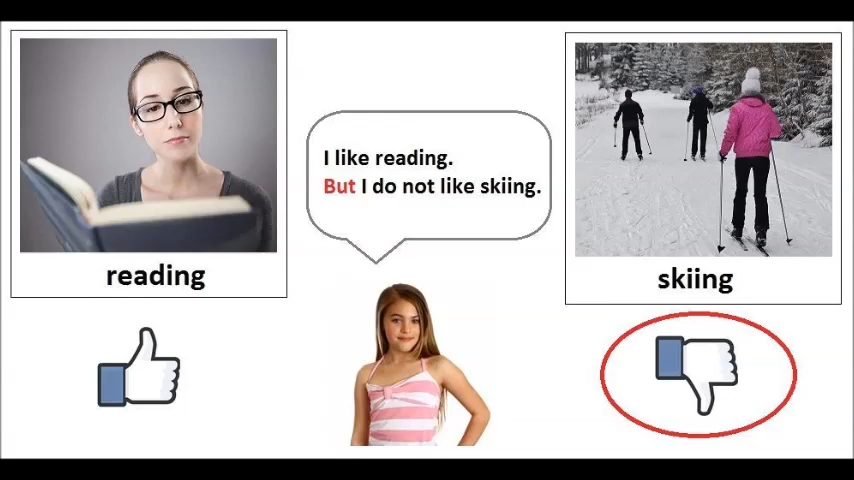 I like reading.
But I do not like skiing.
reading
skiing